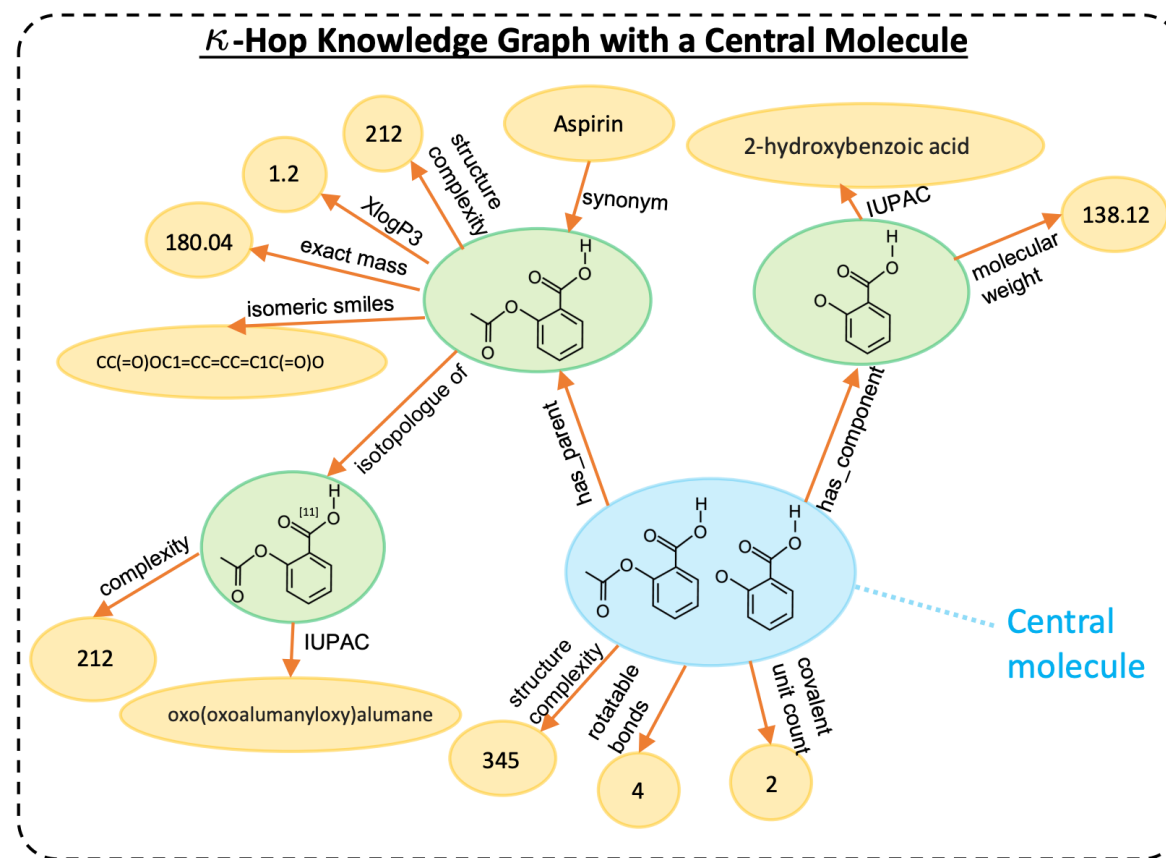 κ-Hop Knowledge Graph with a Central Molecule
212
structure
complexity
Aspirin
synonym
2-hydroxybenzoic acid
IUPAC
1.2
XlogP3
180.04
exact mass
138.12
molecular
weight
isomeric smiles
CC(=O)OC1=CC=CC=C1C(=O)O
H
O
O
O
O
H
O
O
O
isotopologue of
has_parent
has_component
H
[11]
O
O
O
O
complexity
212
IUPAC
oxo(oxoalumanyloxy)alumane
H
O
O
O
O
H
O
O
O
Central
molecule
structure
complexity
345
rotatable
bonds
4
covalent
unit count
2